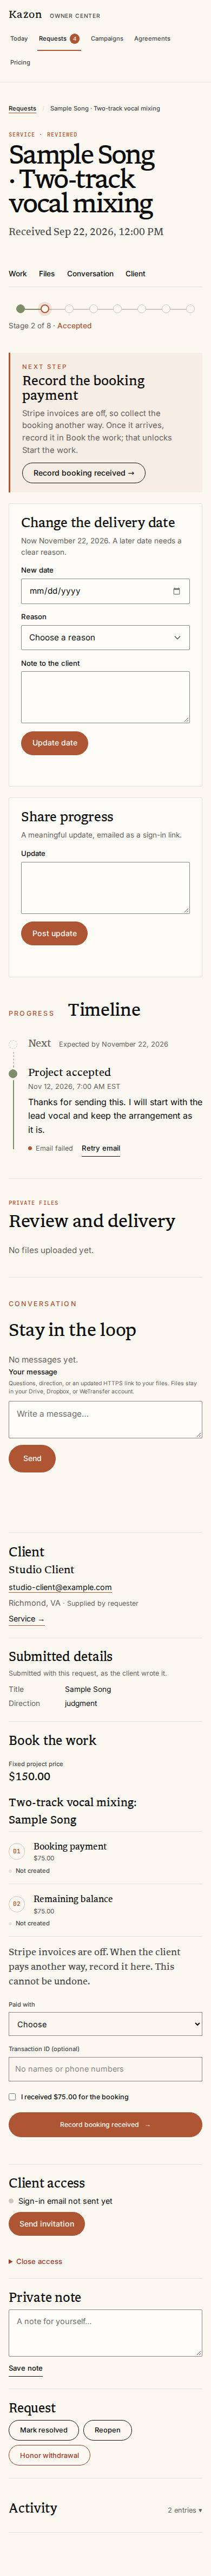 Kazon OWNER CENTER
Today Requests 4 Campaigns Agreements
Pricing
Requests / Sample Song · Two-track vocal mixing
SERVICE · REVIEWED
Sample Song
· Two-track
vocal mixing
Received Sep 22, 2026, 12:00 PM
Work Files Conversation Client
Stage 2 of 8 · Accepted
NEXT STEP
Record the booking
payment
Stripe invoices are off, so collect the
booking another way. Once it arrives,
record it in Book the work; that unlocks
Start the work.
Record booking received →
Change the delivery date
Now November 22, 2026. A later date needs a
clear reason.
New date
mm/dd/yyyy
Reason
Choose a reason
Note to the client
Update date
Share progress
A meaningful update, emailed as a sign-in link.
Update
Post update
PROGRESS Timeline
Next Expected by November 22, 2026
Project accepted
Nov 12, 2026, 7:00 AM EST
Thanks for sending this. I will start with the
lead vocal and keep the arrangement as
it is.
Email failed Retry email
PRIVATE FILES
Review and delivery
No files uploaded yet.
CONVERSATION
Stay in the loop
No messages yet.
Your message
Questions, direction, or an updated HTTPS link to your files. Files stay
in your Drive, Dropbox, or WeTransfer account.
Write a message...
Send
Client
Studio Client
studio-client@example.com
Richmond, VA · Supplied by requester
Service →
Submitted details
Submitted with this request, as the client wrote it.
Title Sample Song
Direction judgment
Book the work
Fixed project price
$150.00
Two-track vocal mixing:
Sample Song
01 Booking payment
$75.00
Not created
02 Remaining balance
$75.00
Not created
Stripe invoices are off. When the client
pays another way, record it here. This
cannot be undone.
Paid with
Choose
Transaction ID (optional)
No names or phone numbers
I received $75.00 for the booking
Record booking received →
Client access
Sign-in email not sent yet
Send invitation
▶ Close access
Private note
A note for yourself...
Save note
Request
Mark resolved Reopen
Honor withdrawal
Activity 2 entries ▾